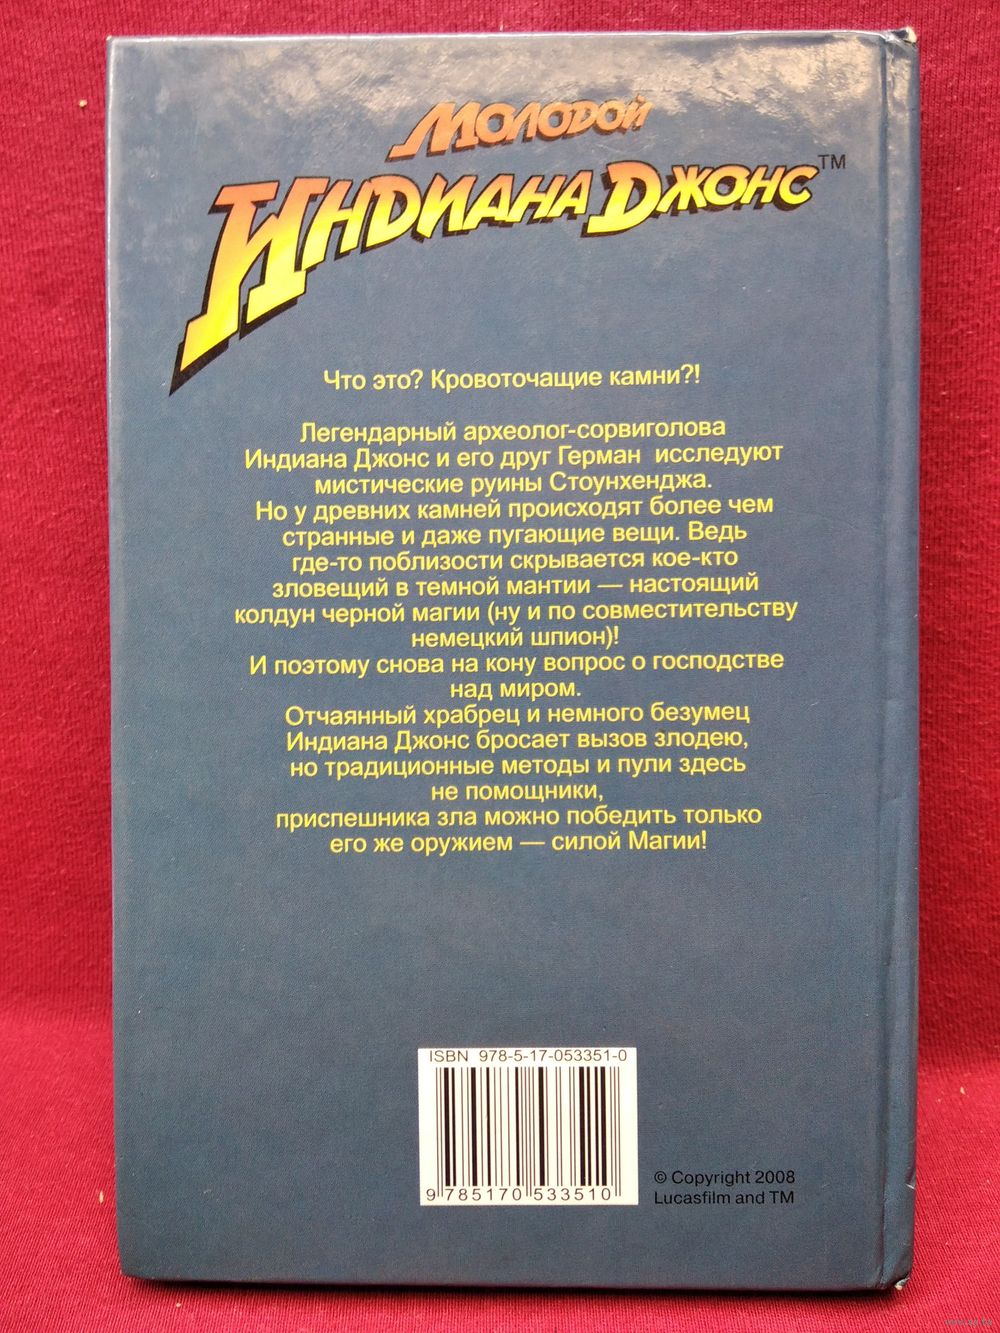 Молодой
Индиана Джонс™
Что это? Кровоточащие камни?!
Легендарный археолог-сорвиголова
Индиана Джонс и его друг Герман исследуют
мистические руины Стоунхенджа.
Но у древних камней происходят более чем
странные и даже пугающие вещи. Ведь
где-то поблизости скрывается кое-кто
зловещий в темной мантии — настоящий
колдун черной магии (ну и по совместительству
немецкий шпион)!
И поэтому снова на кону вопрос о господстве
над миром.
Отчаянный храбрец и немного безумец
Индиана Джонс бросает вызов злодею,
но традиционные методы и пули здесь
не помощники,
приспешника зла можно победить только
его же оружием — силой Магии!
ISBN 978-5-17-053351-0
9 785170 533510
© Copyright 2008
Lucasfilm and TM